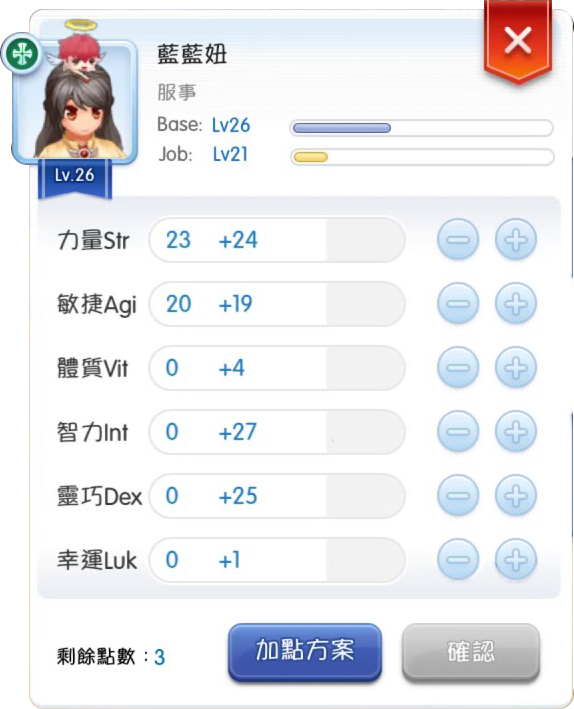 藍藍妞
服事
Base: Lv26
Job: Lv21
Lv.26
力量Str 23 +24
敏捷Agi 20 +19
體質Vit 0 +4
智力Int 0 +27
靈巧Dex 0 +25
幸運Luk 0 +1
剩餘點數：3 加點方案 確認